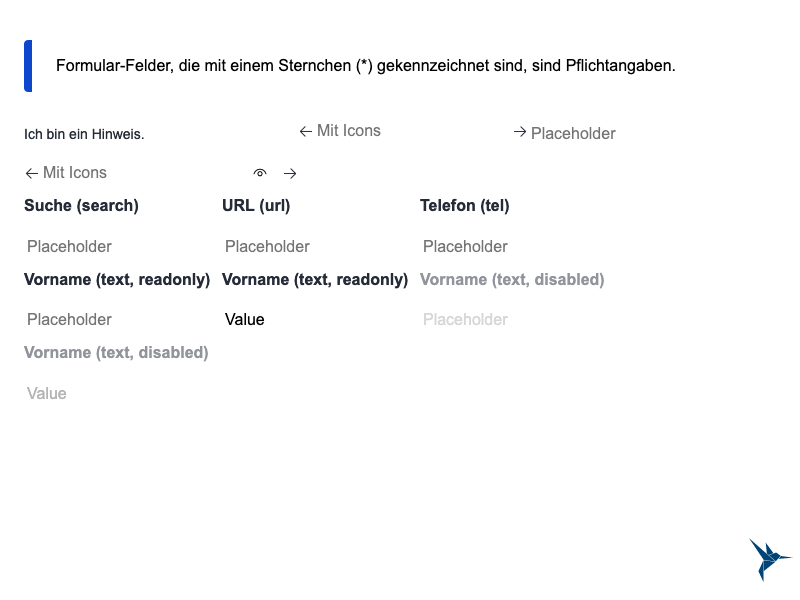 Formular-Felder, die mit einem Sternchen (*) gekennzeichnet sind, sind Pflichtangaben.
Ich bin ein Hinweis. ← Mit Icons → Placeholder
← Mit Icons →
Suche (search) URL (url) Telefon (tel)
Placeholder Placeholder Placeholder
Vorname (text, readonly) Vorname (text, readonly) Vorname (text, disabled)
Placeholder Value Placeholder
Vorname (text, disabled)
Value